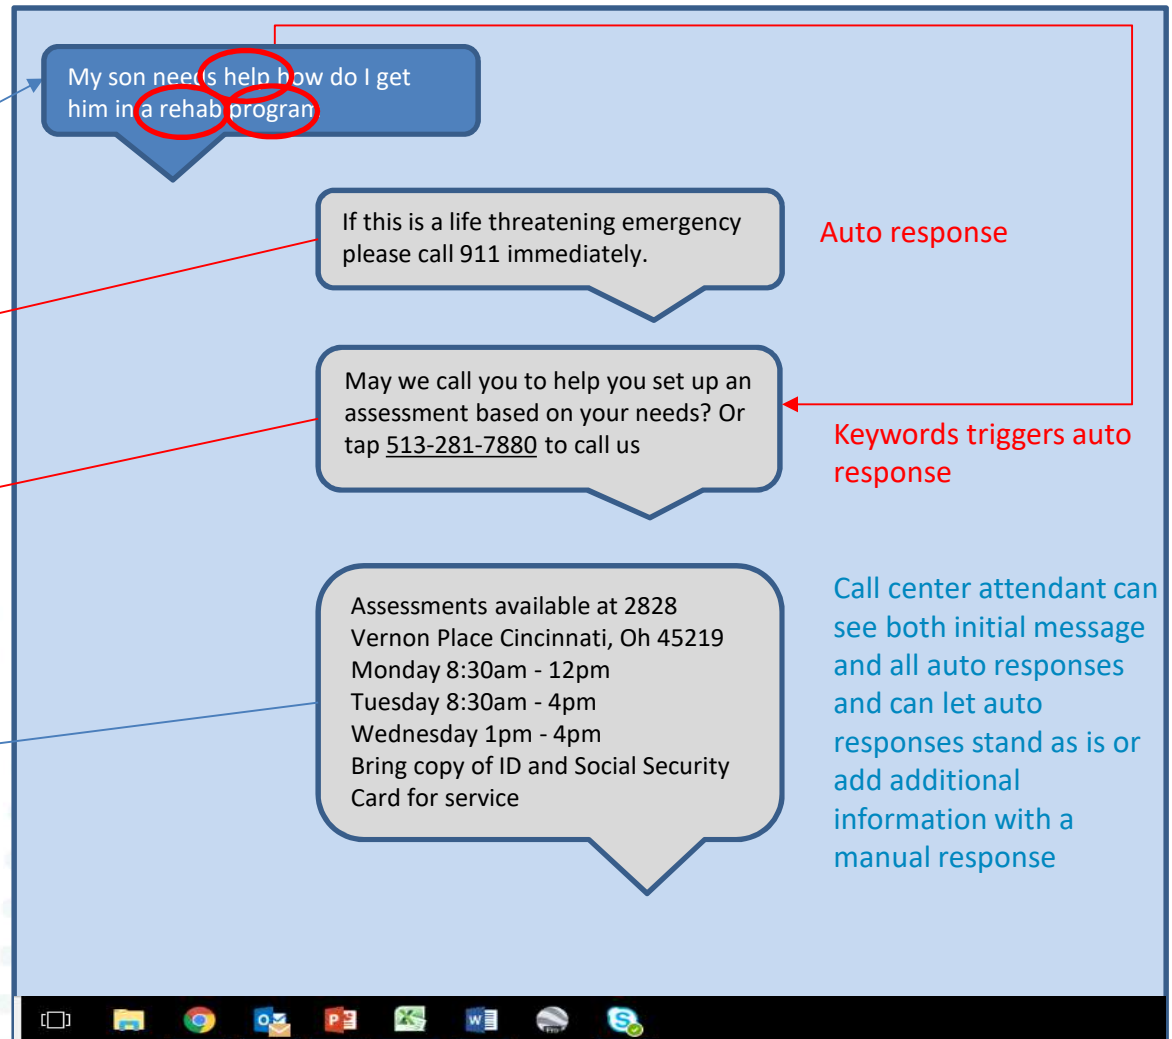 My son needs help how do I get
him in a rehab program
If this is a life threatening emergency
please call 911 immediately.
Auto response
May we call you to help you set up an
assessment based on your needs? Or
tap 513-281-7880 to call us
Keywords triggers auto
response
Assessments available at 2828
Vernon Place Cincinnati, Oh 45219
Monday 8:30am - 12pm
Tuesday 8:30am - 4pm
Wednesday 1pm - 4pm
Bring copy of ID and Social Security
Card for service
Call center attendant can
see both initial message
and all auto responses
and can let auto
responses stand as is or
add additional
information with a
manual response